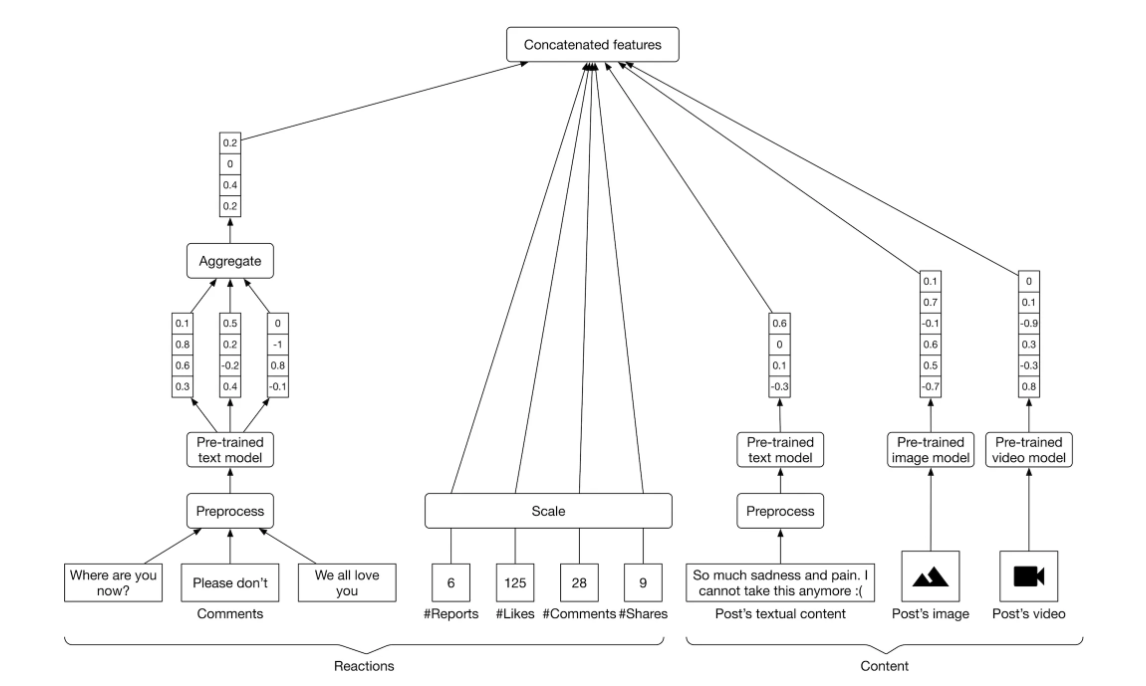 Concatenated features
0.2
0
0.4
0.2
Aggregate
0.1
0.8
0.6
0.3
0.5
0.2
-0.2
0.4
0
-1
0.8
-0.1
Pre-trained
text model
Preprocess
Where are you
now?
Please don't
We all love
you
Comments
Scale
6
125
28
9
#Reports
#Likes
#Comments
#Shares
Reactions
0.6
0
0.1
-0.3
Pre-trained
text model
Preprocess
So much sadness and pain. I
cannot take this anymore :(
Post's textual content
0.1
0.7
-0.1
0.6
0.5
-0.7
Pre-trained
image model
Post's image
0
0.1
-0.9
0.3
-0.3
0.8
Pre-trained
video model
Post's video
Content